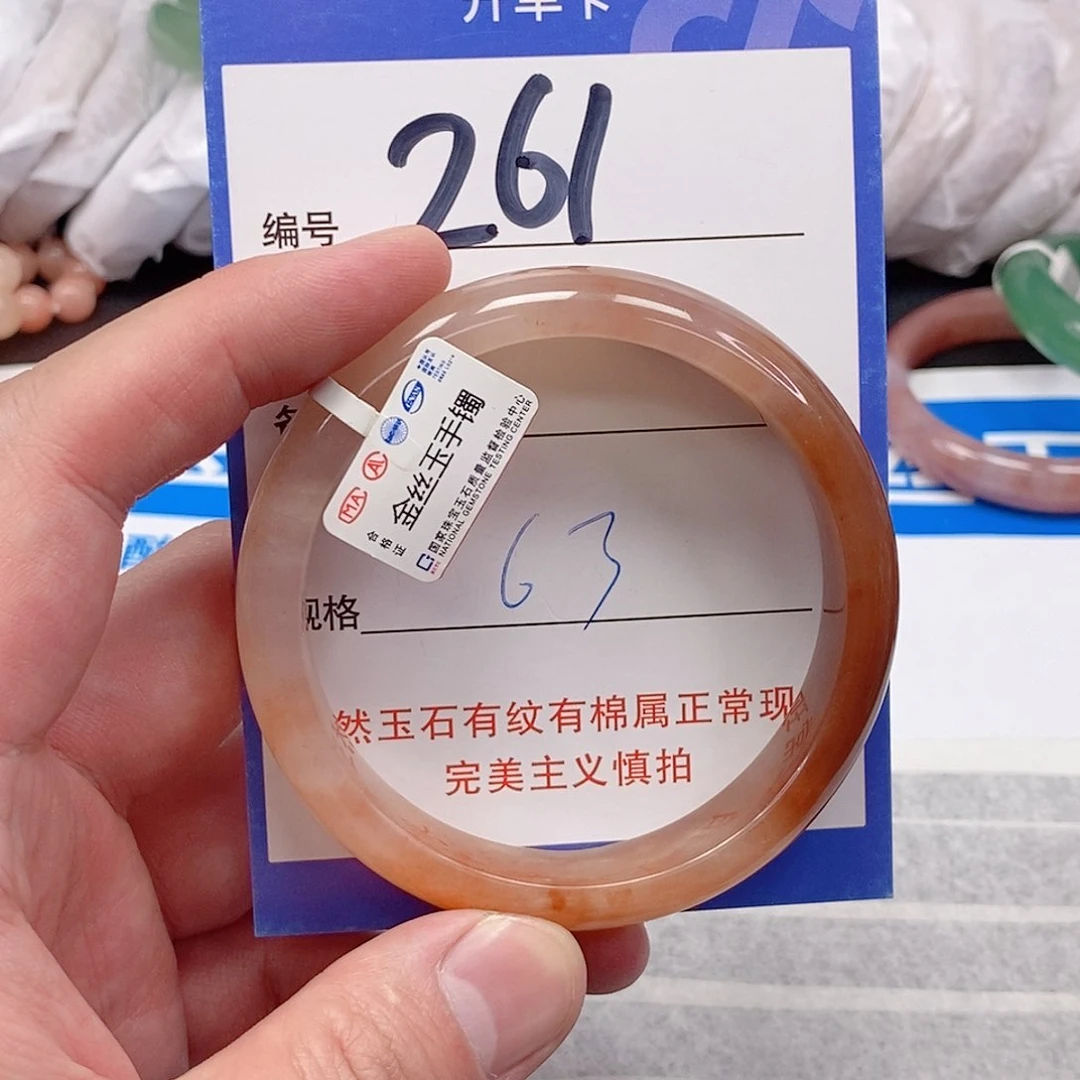 261
编号
金丝玉手镯
国家珠宝玉石质量监督检验中心
NATIONAL GEMSTONE TESTING CENTER
合格证
MA
AL
63
规格
然玉石有纹有棉属正常现
完美主义慎拍